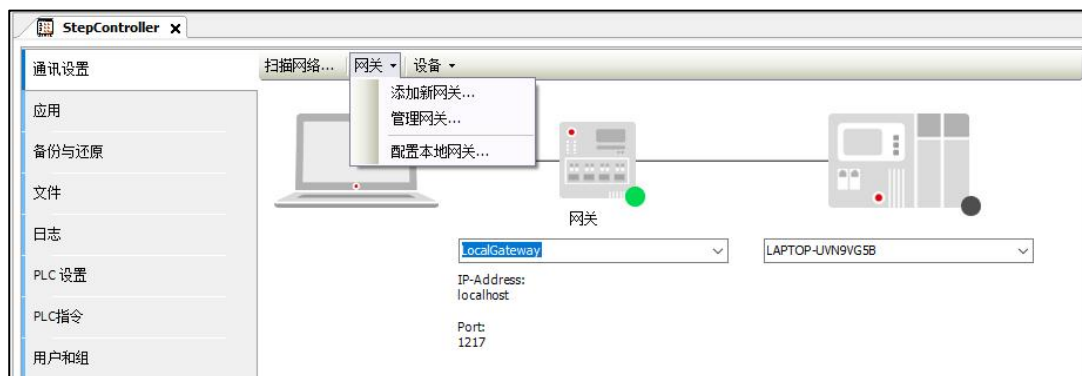 StepController
通讯设置
扫描网络...
网关
设备
添加新网关...
管理网关...
配置本地网关...
应用
备份与还原
文件
日志
PLC 设置
PLC指令
用户和组
网关
LocalGateway
LAPTOP-UVN9VG5B
IP-Address:
localhost
Port:
1217